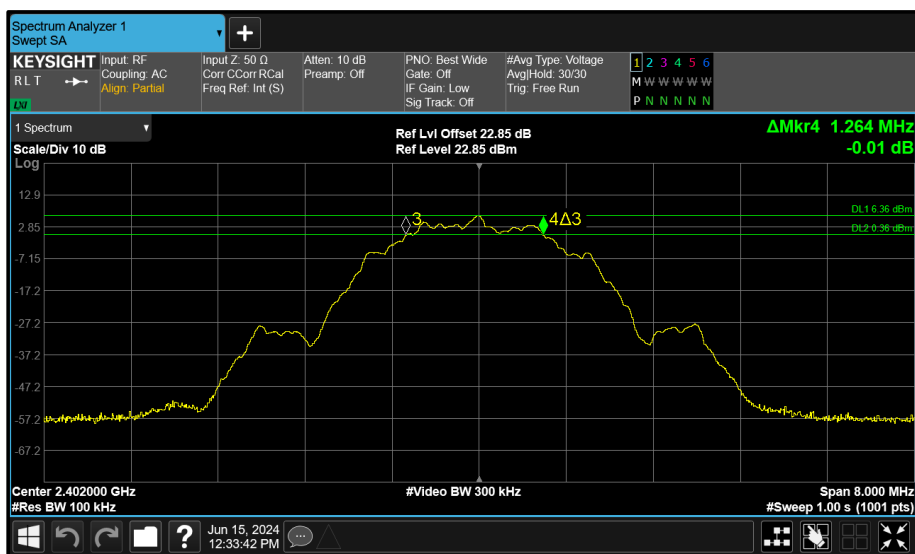 Spectrum Analyzer 1
Swept SA
KEYSIGHT
R L T
LXI
Input: RF
Coupling: AC
Align: Partial
Input Z: 50 Ω
Corr CCorr RCal
Freq Ref: Int (S)
Atten: 10 dB
Preamp: Off
PNO: Best Wide
Gate: Off
IF Gain: Low
Sig Track: Off
#Avg Type: Voltage
Avg|Hold: 30/30
Trig: Free Run
1 2 3 4 5 6
M W W W W W
P N N N N N
1 Spectrum
Scale/Div 10 dB
Log
Ref Lvl Offset 22.85 dB
Ref Level 22.85 dBm
ΔMkr4 1.264 MHz
-0.01 dB
12.9
DL1 6.36 dBm
3
4Δ3
2.85
DL2 0.36 dBm
-7.15
-17.2
-27.2
-37.2
-47.2
-57.2
-67.2
Center 2.402000 GHz
#Video BW 300 kHz
Span 8.000 MHz
#Res BW 100 kHz
#Sweep 1.00 s (1001 pts)
?
Jun 15, 2024
12:33:42 PM